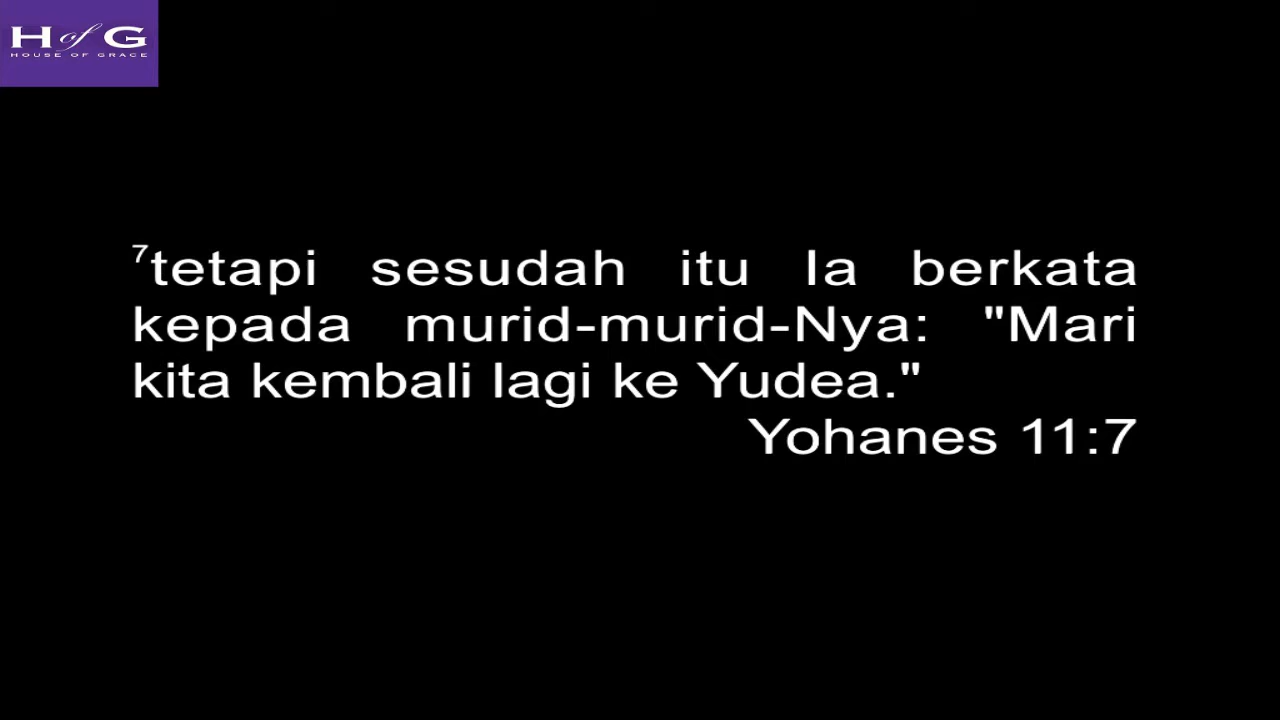 H of G
HOUSE OF GRACE
⁷tetapi sesudah itu Ia berkata
kepada murid-murid-Nya: "Mari
kita kembali lagi ke Yudea."
Yohanes 11:7